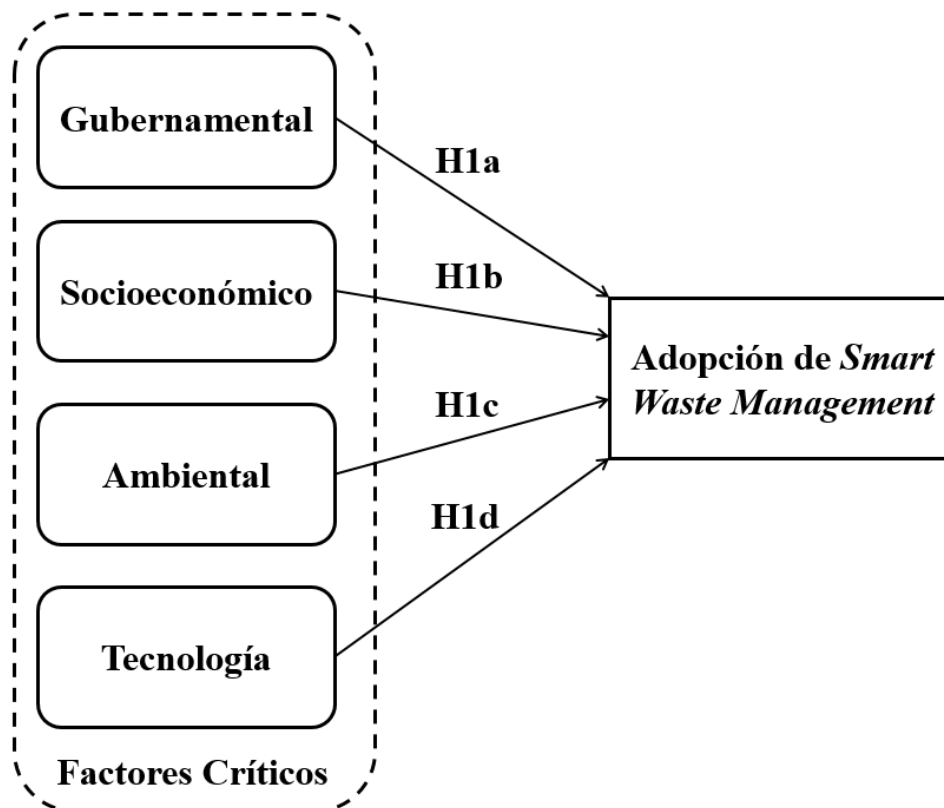 Gubernamental
H1a
Socioeconómico
H1b
Adopción de Smart
Waste Management
H1c
Ambiental
H1d
Tecnología
Factores Críticos